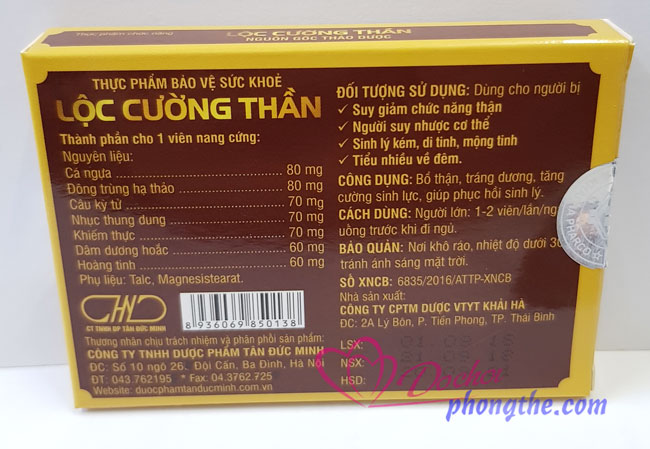 Thực phẩm chức năng
LỘC CƯỜNG THẦN
NGUỒN GỐC THẢO DƯỢC
THỰC PHẨM BẢO VỆ SỨC KHOẺ
LỘC CƯỜNG THẦN
Thành phần cho 1 viên nang cứng:
Nguyên liệu:
Cá ngựa 80 mg
Đông trùng hạ thảo 80 mg
Câu kỷ tử 70 mg
Nhục thung dung 70 mg
Khiếm thực 70 mg
Dâm dương hoắc 60 mg
Hoàng tinh 60 mg
Phụ liệu: Talc, Magnesistearat.
CT TNHH DP TÂN ĐỨC MINH
8 936069 850138
Thương nhân chịu trách nhiệm và phân phối sản phẩm:
CÔNG TY TNHH DƯỢC PHẨM TÂN ĐỨC MINH
ĐC: Số 10 ngõ 26, Đội Cấn, Ba Đình, Hà Nội
ĐT: 043.762195 * Fax: 04.3762.725
Website: duocphamtanducminh.com.vn
ĐỐI TƯỢNG SỬ DỤNG: Dùng cho người bị
✓ Suy giảm chức năng thận
✓ Người suy nhược cơ thể
✓ Sinh lý kém, di tinh, mộng tinh
✓ Tiểu nhiều về đêm.
CÔNG DỤNG: Bổ thận, tráng dương, tăng
cường sinh lực, giúp phục hồi sinh lý.
CÁCH DÙNG: Người lớn: 1-2 viên/lần/ng
uống trước khi đi ngủ.
BẢO QUẢN: Nơi khô ráo, nhiệt độ dưới 3
tránh ánh sáng mặt trời.
SỐ XNCB: 6835/2016/ATTP-XNCB
Nhà sản xuất:
CÔNG TY CPTM DƯỢC VTYT KHẢI HÀ
ĐC: 2A Lý Bôn, P. Tiền Phong, TP. Thái Bình
LSX:
NSX:
HSD:
Doctor
phongthe.com